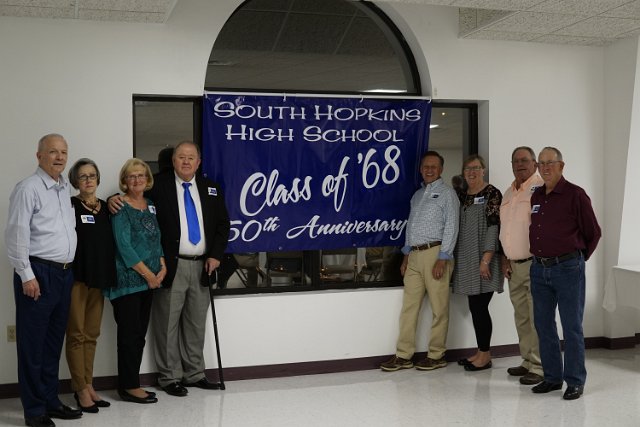 South Hopkins
High School
Class of '68
50th Anniversary